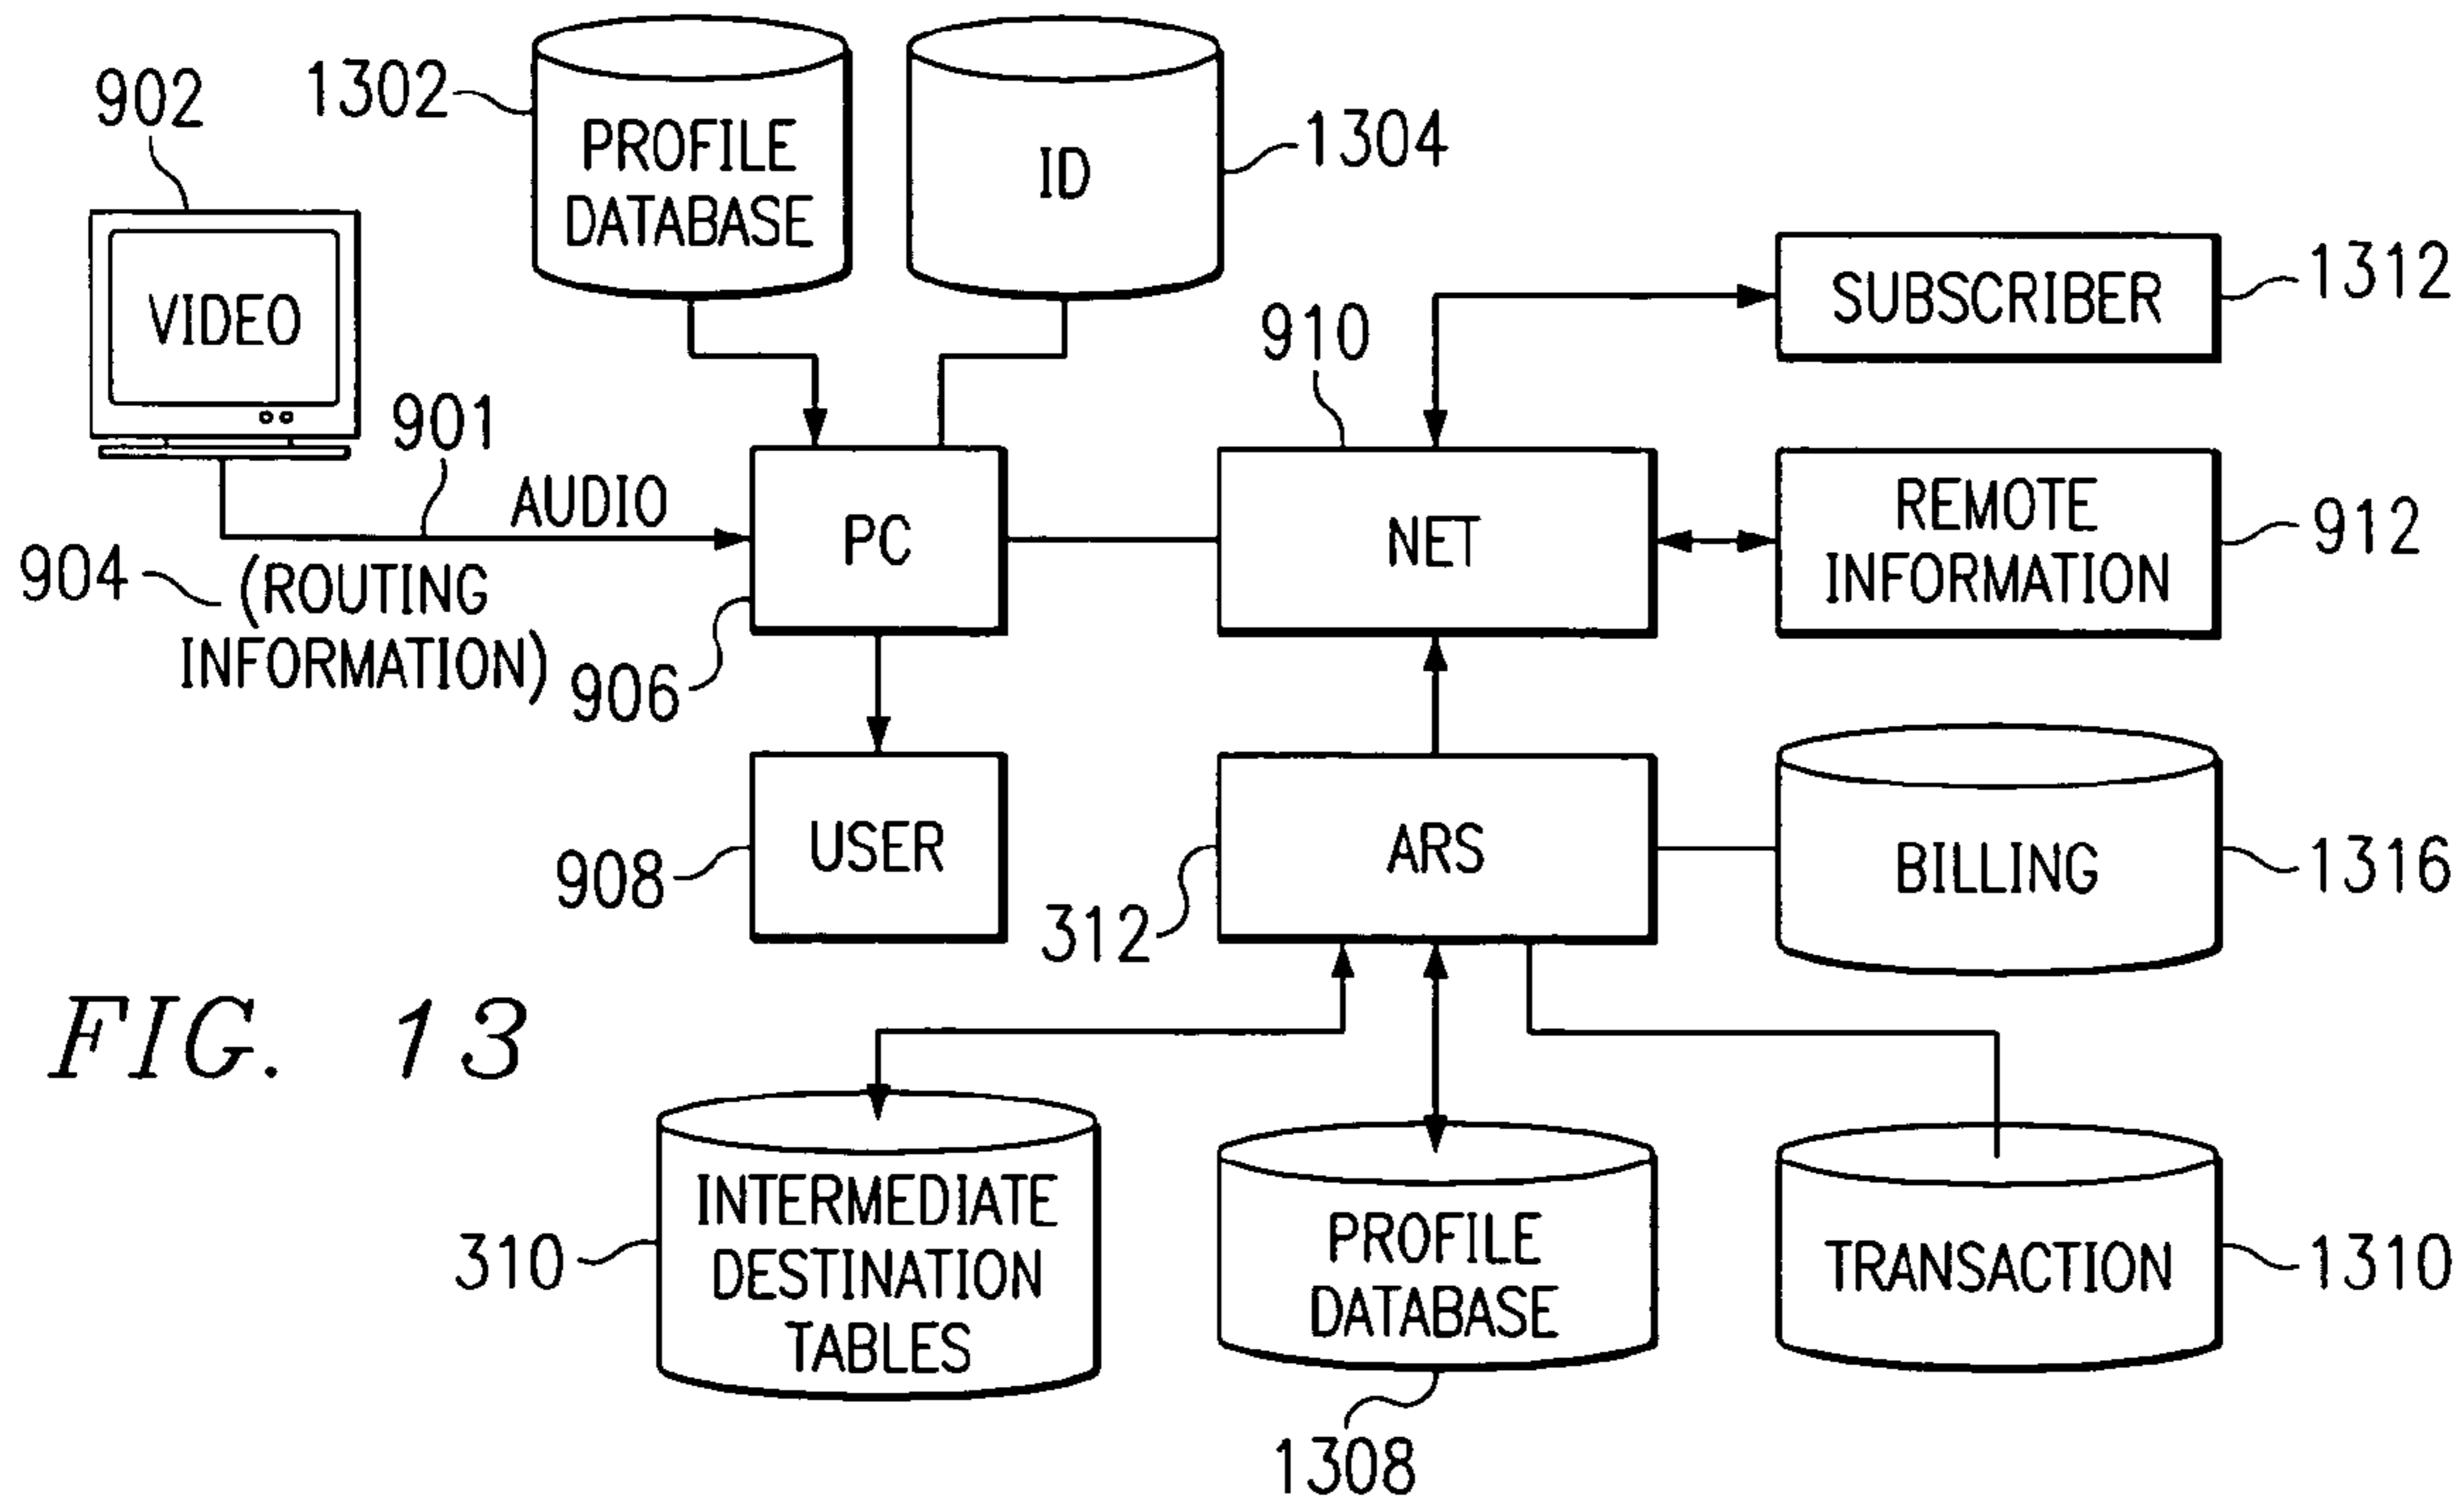 902
1302
PROFILE
DATABASE
ID
1304
VIDEO
910
SUBSCRIBER
1312
901
AUDIO
904
(ROUTING
INFORMATION)
906
PC
NET
REMOTE
INFORMATION
912
USER
908
ARS
312
BILLING
1316
FIG. 13
310
INTERMEDIATE
DESTINATION
TABLES
PROFILE
DATABASE
1308
TRANSACTION
1310